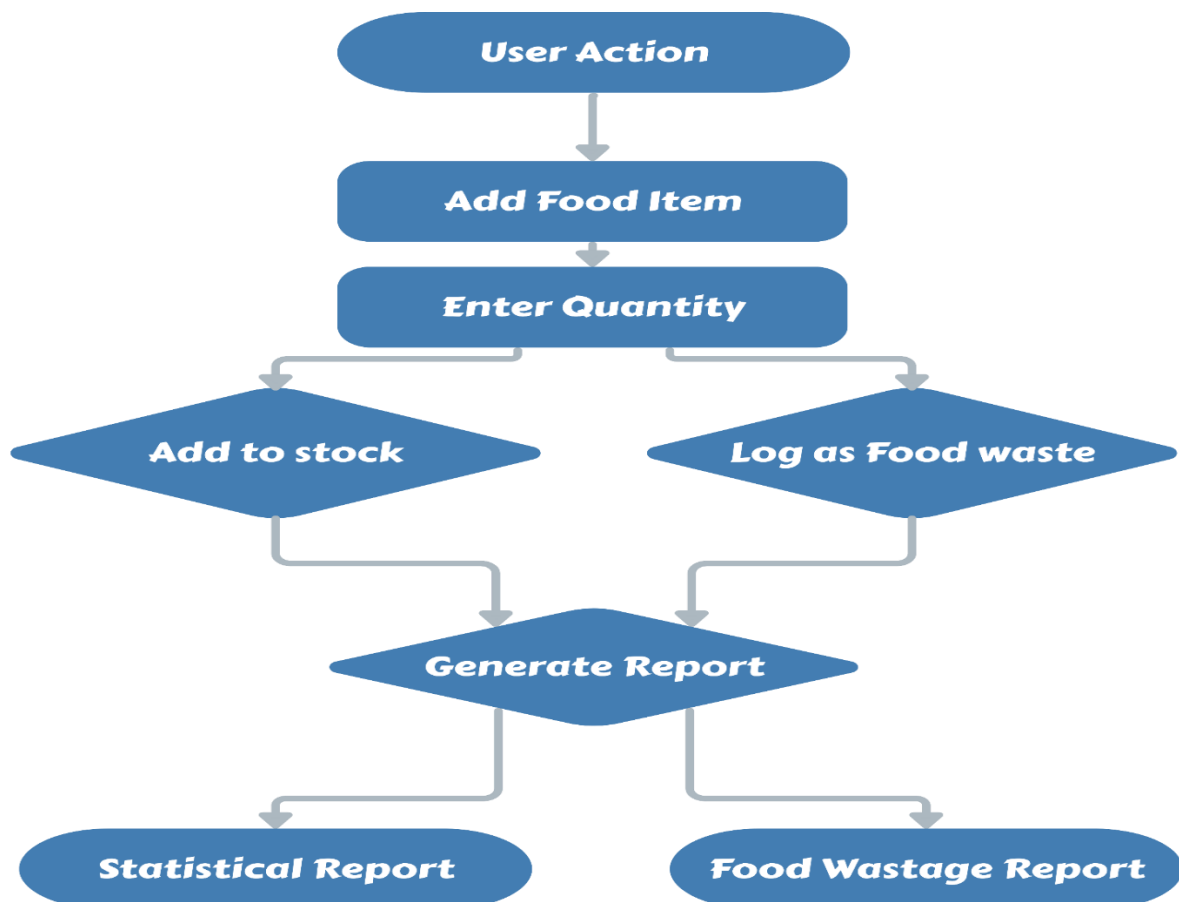 User Action
Add Food Item
Enter Quantity
Add to stock
Log as Food waste
Generate Report
Statistical Report
Food Wastage Report